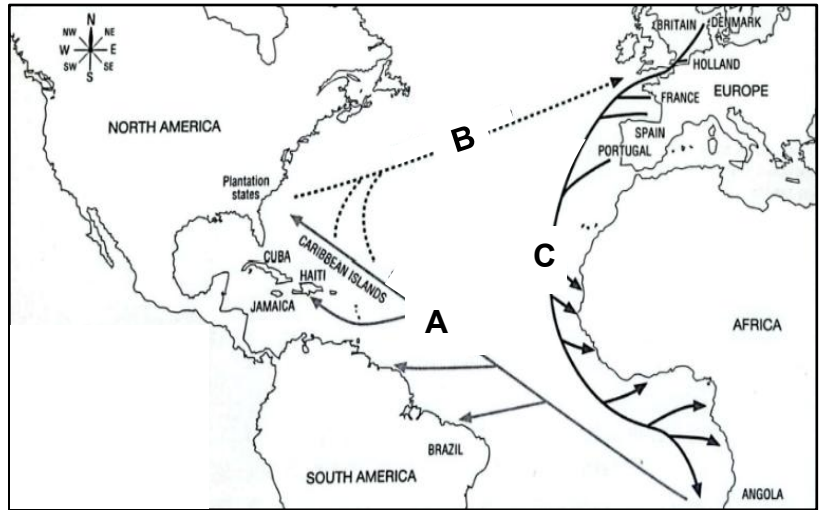 N
NW NE
W E
SW SE
S
BRITAIN
DENMARK
HOLLAND
EUROPE
FRANCE
SPAIN
PORTUGAL
NORTH AMERICA
B
Plantation
states
C
CARIBBEAN ISLANDS
CUBA
HAITI
JAMAICA
A
AFRICA
BRAZIL
SOUTH AMERICA
ANGOLA